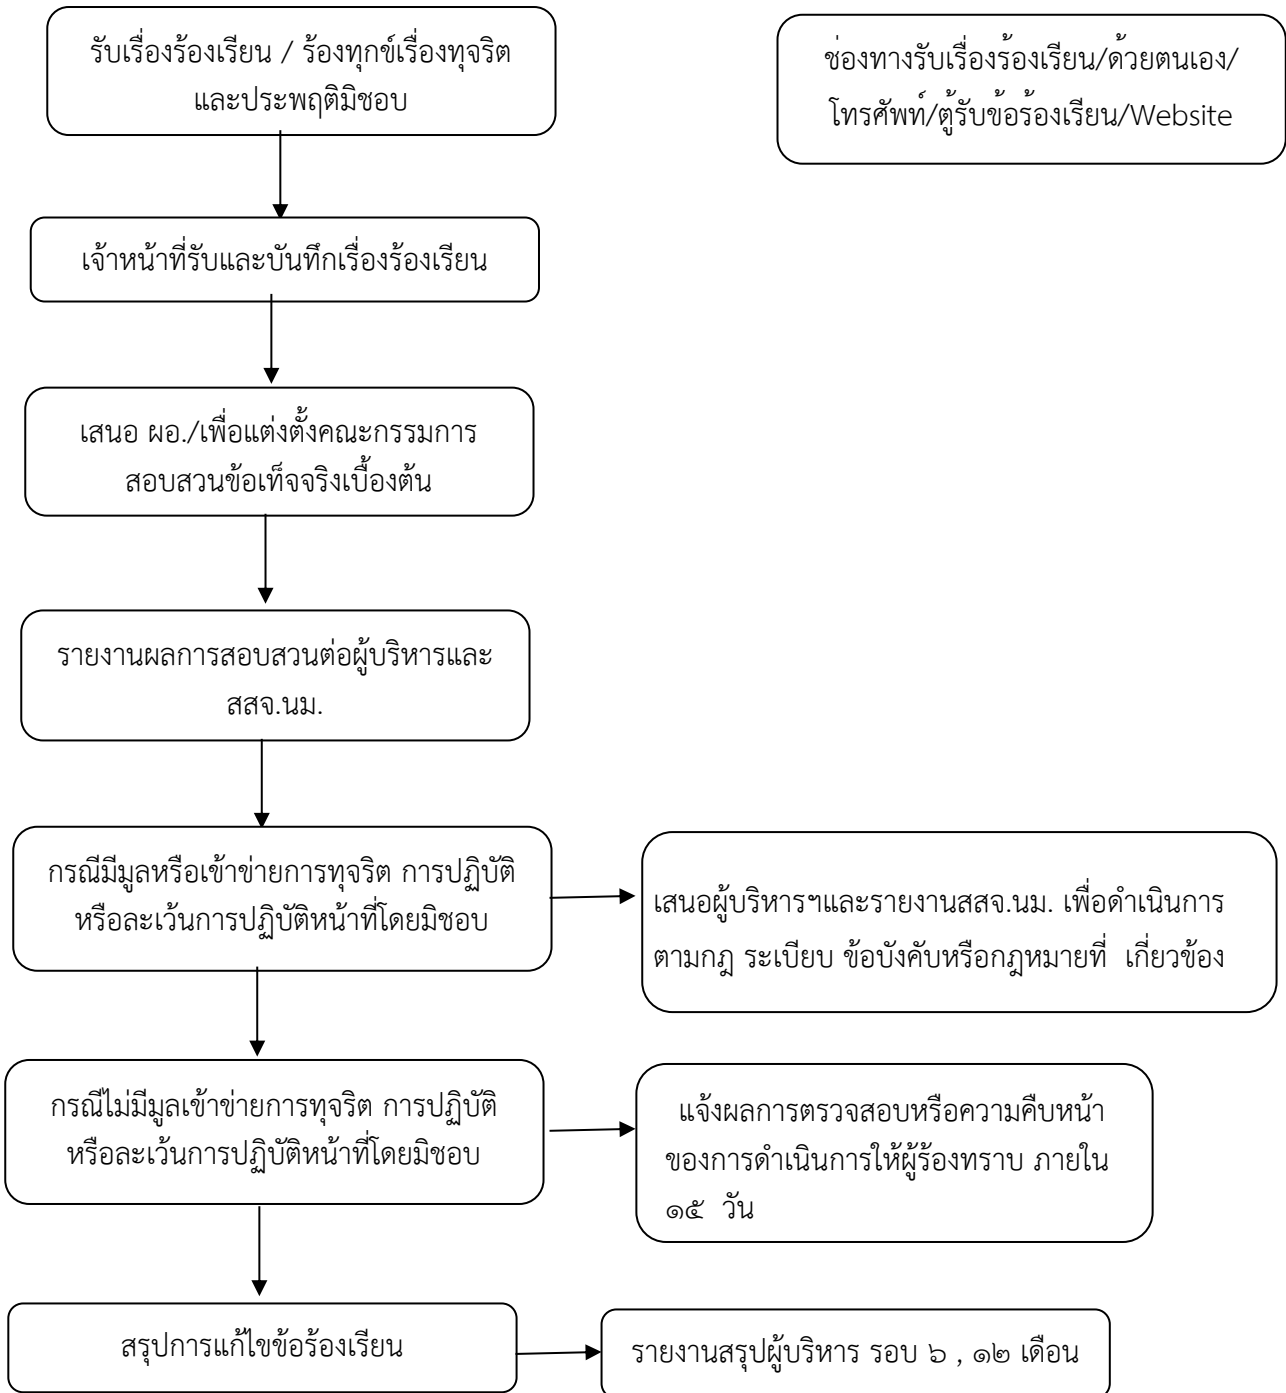 รับเรื่องร้องเรียน / ร้องทุกข์เรื่องทุจริต
และประพฤติมิชอบ
ช่องทางรับเรื่องร้องเรียน/ด้วยตนเอง/
โทรศัพท์/ตู้รับข้อร้องเรียน/Website
เจ้าหน้าที่รับและบันทึกเรื่องร้องเรียน
เสนอ ผอ./เพื่อแต่งตั้งคณะกรรมการ
สอบสวนข้อเท็จจริงเบื้องต้น
รายงานผลการสอบสวนต่อผู้บริหารและ
สสจ.นม.
กรณีมีมูลหรือเข้าข่ายการทุจริต การปฏิบัติ
หรือละเว้นการปฏิบัติหน้าที่โดยมิชอบ
เสนอผู้บริหารฯและรายงานสสจ.นม. เพื่อดำเนินการ
ตามกฎ ระเบียบ ข้อบังคับหรือกฎหมายที่ เกี่ยวข้อง
กรณีไม่มีมูลเข้าข่ายการทุจริต การปฏิบัติ
หรือละเว้นการปฏิบัติหน้าที่โดยมิชอบ
แจ้งผลการตรวจสอบหรือความคืบหน้า
ของการดำเนินการให้ผู้ร้องทราบ ภายใน
๑๕ วัน
สรุปการแก้ไขข้อร้องเรียน
รายงานสรุปผู้บริหาร รอบ ๖ , ๑๒ เดือน